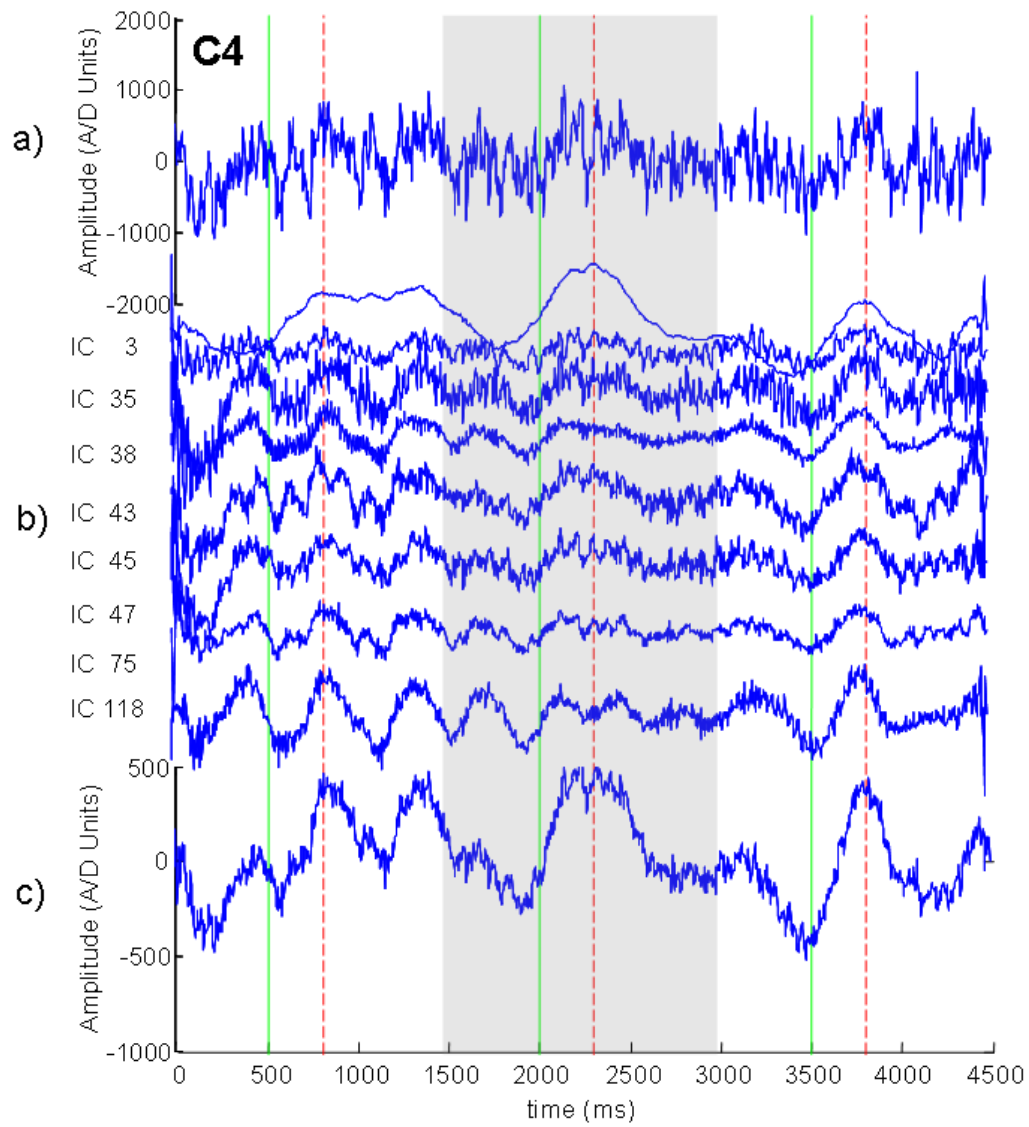 C4
a)
Amplitude (A/D Units)
2000
1000
0
-1000
-2000
b)
IC 3
IC 35
IC 38
IC 43
IC 45
IC 47
IC 75
IC 118
c)
Amplitude (A/D Units)
500
0
-500
-1000
0 500 1000 1500 2000 2500 3000 3500 4000 4500
time (ms)